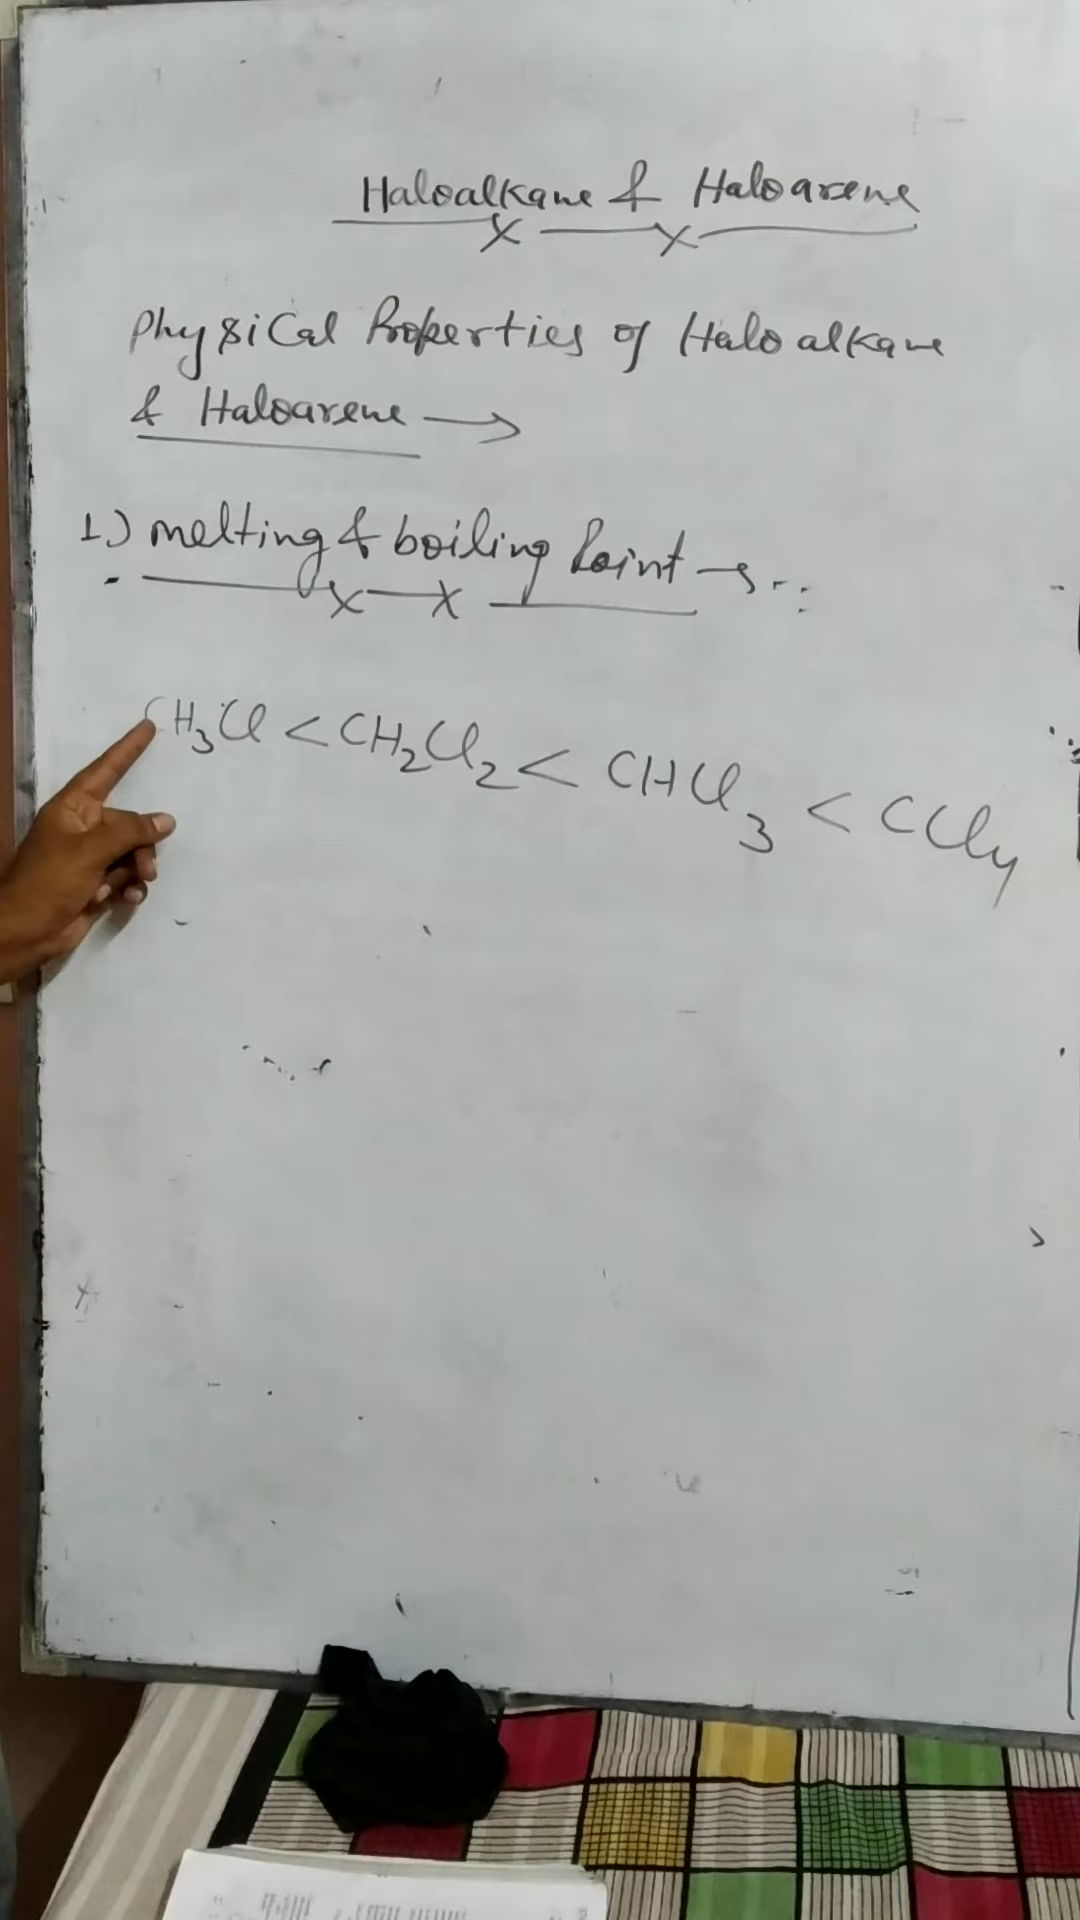 Haloalkane & Haloarene
Physical Properties of Haloalkane
& Haloarene →
1.) melting & boiling Point →
CH3Cl < CH2Cl2 < CHCl3 < CCl4